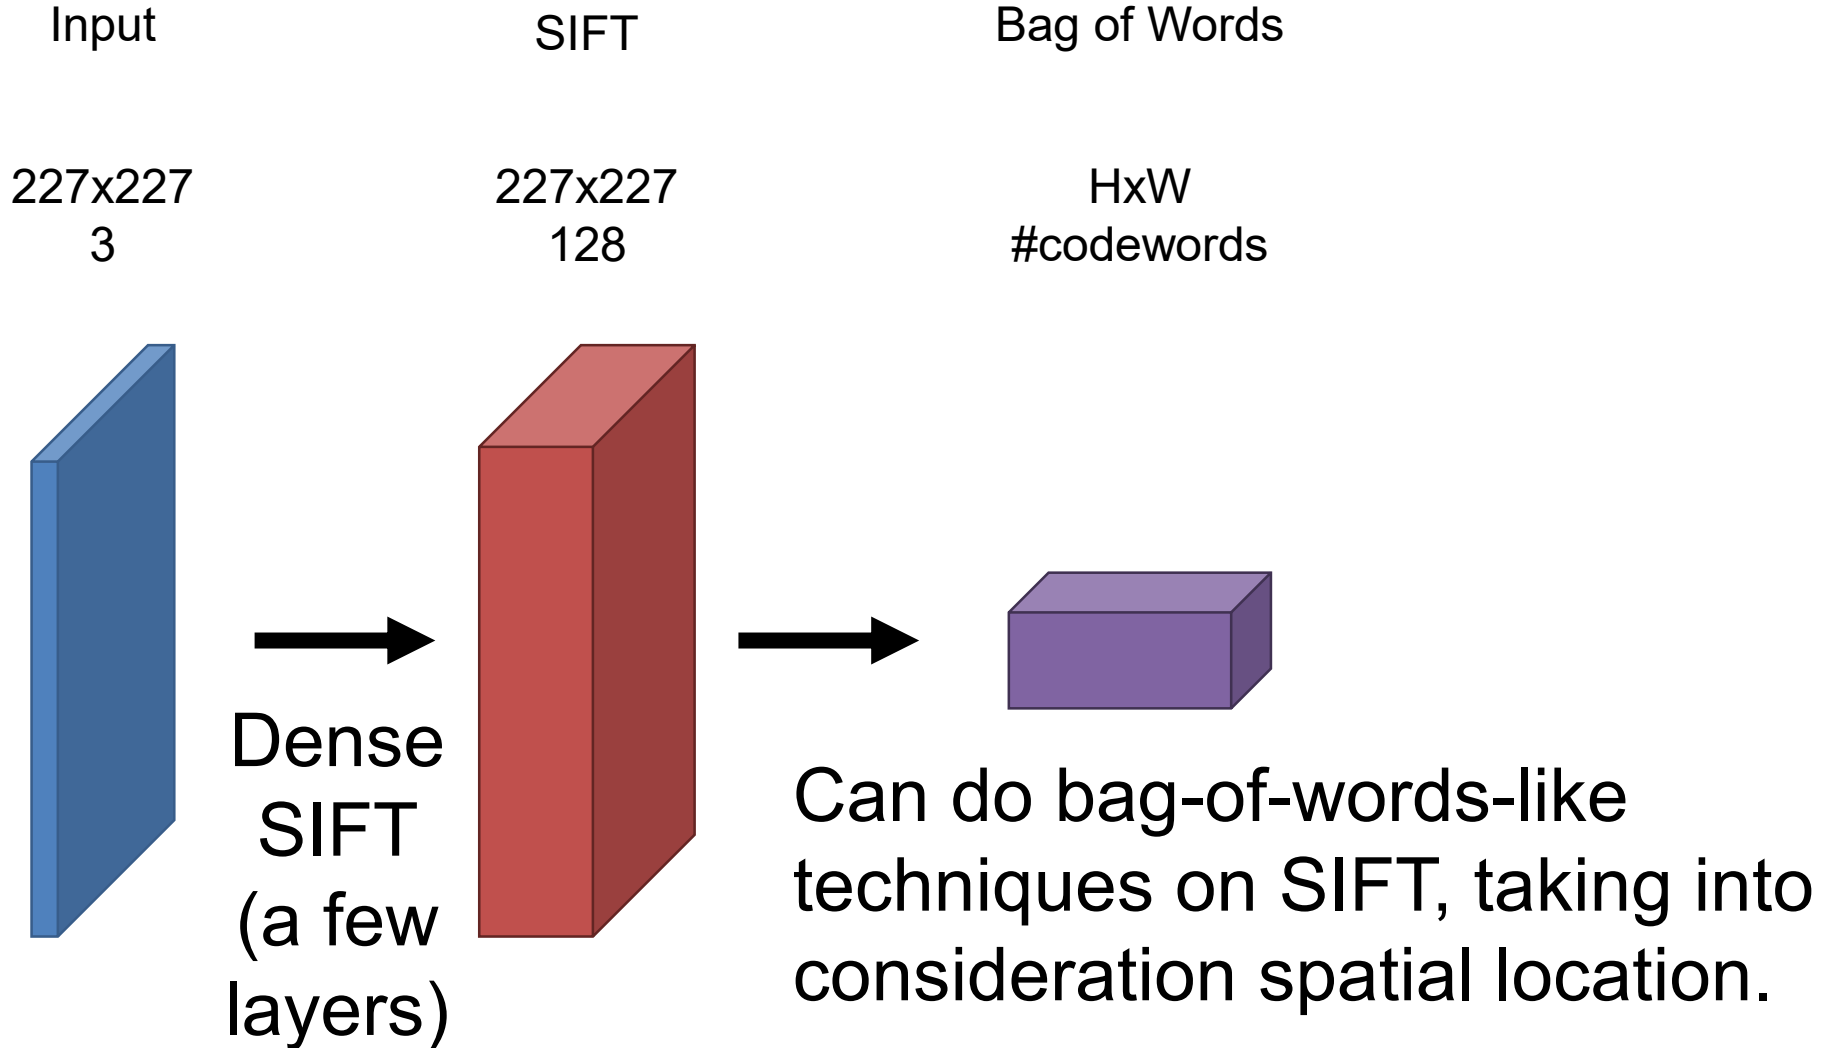 Input
SIFT
Bag of Words
227x227
3
227x227
128
HxW
#codewords
Dense
SIFT
(a few
layers)
Can do bag-of-words-like
techniques on SIFT, taking into
consideration spatial location.